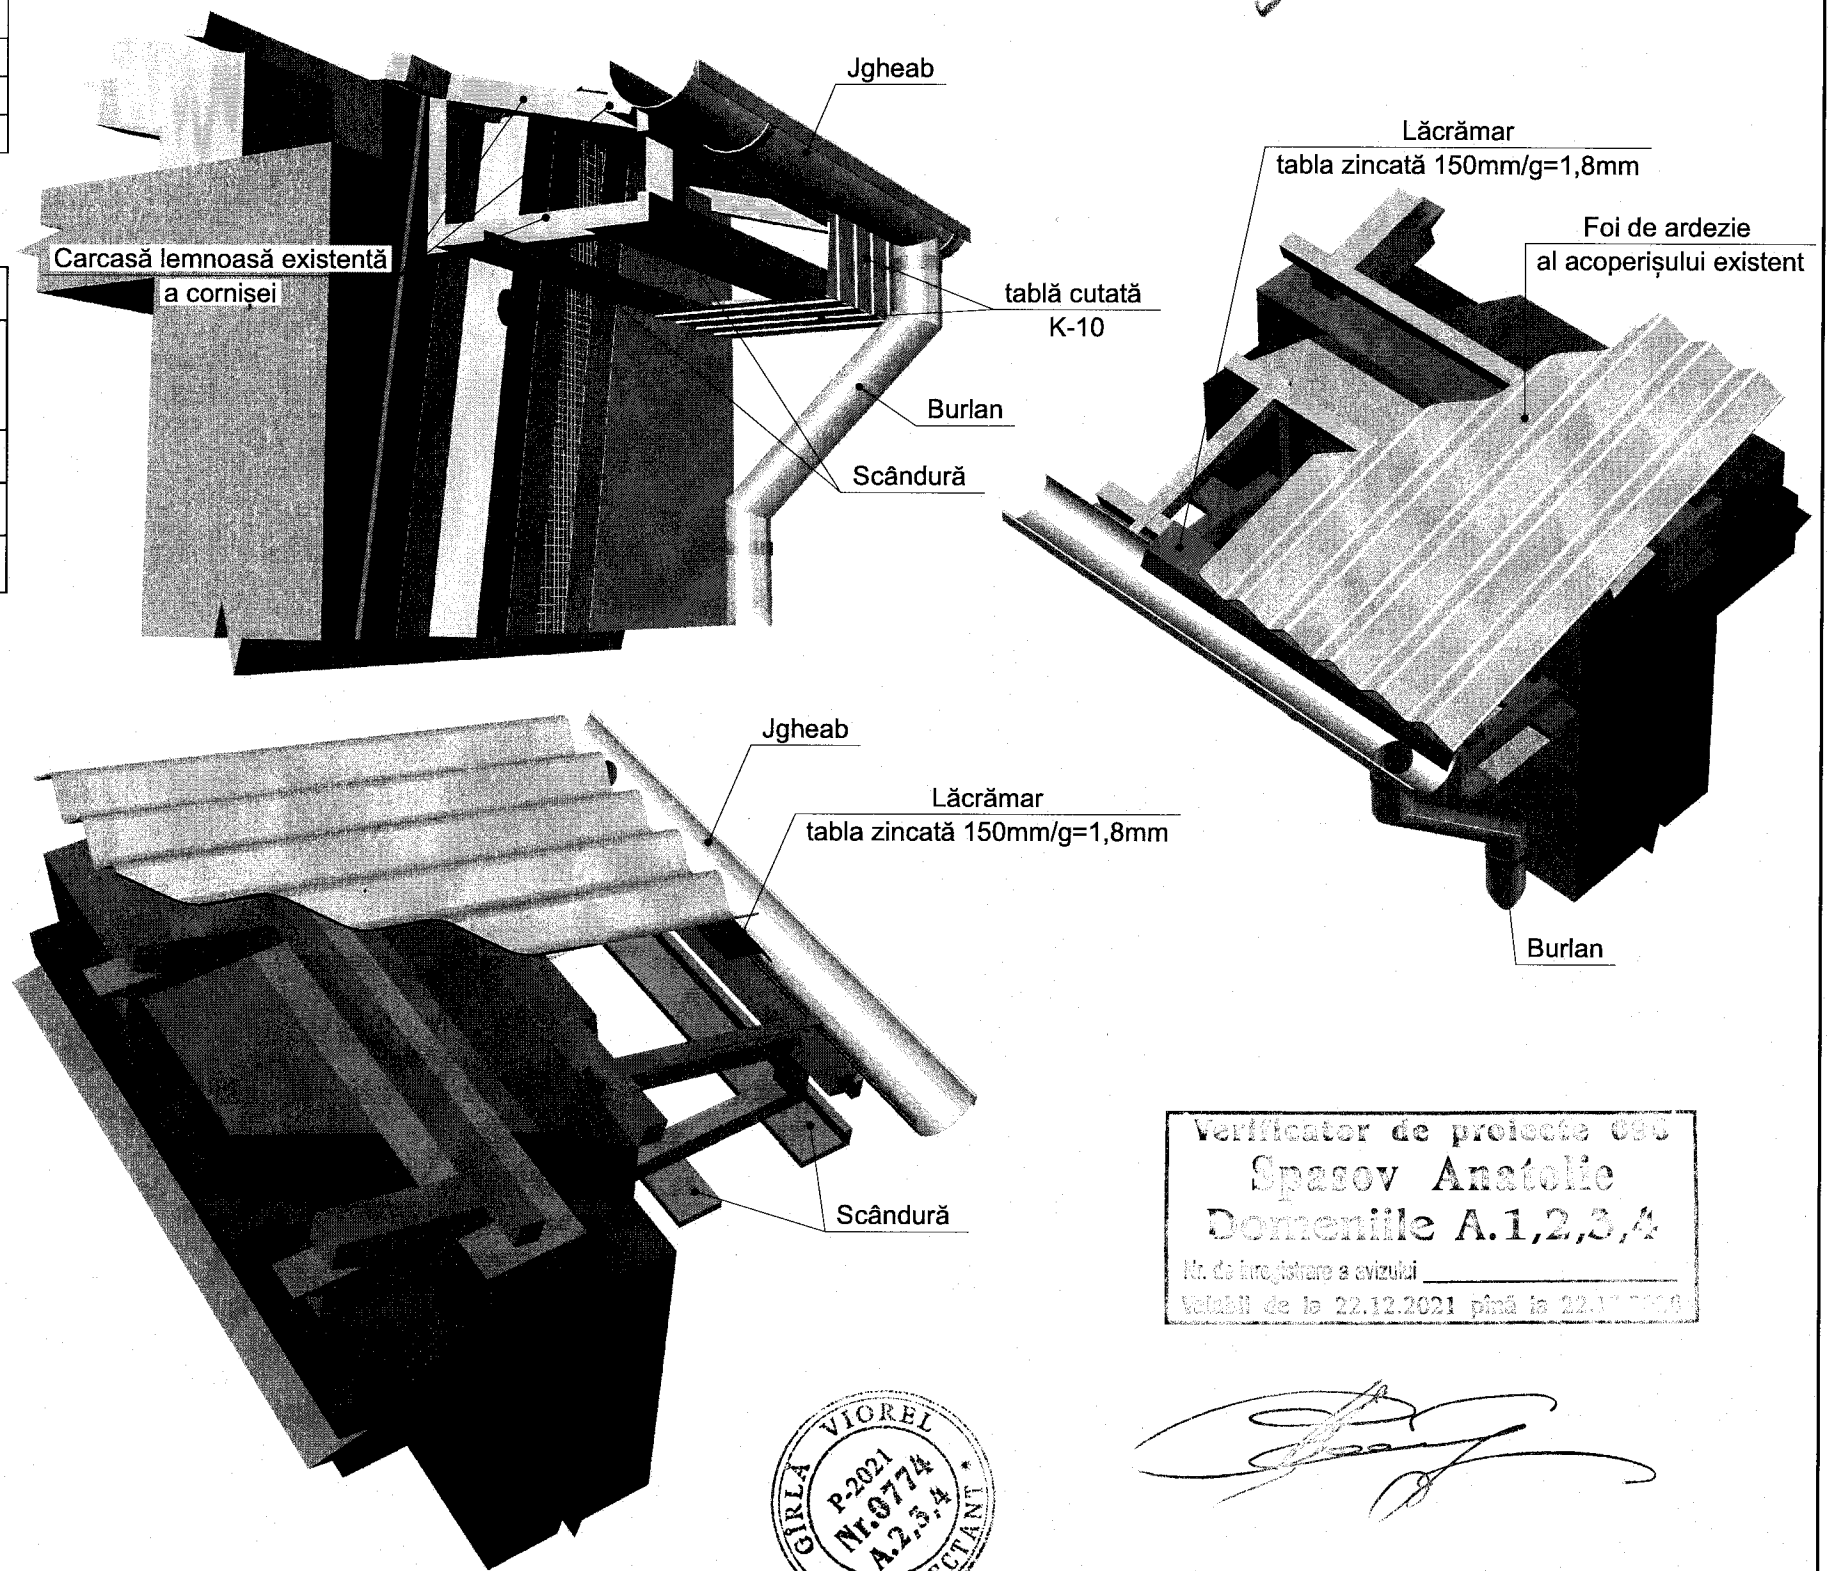 Jgheab
Lăcrămar
tabla zincată 150mm/g=1,8mm
Foi de ardezie
al acoperișului existent
Carcasă lemnoasă existentă
a cornișei
tablă cutată
K-10
Burlan
Scândură
Jgheab
Lăcrămar
tabla zincată 150mm/g=1,8mm
Burlan
Scândură
Verificator de proiecte
Spasov Anatolie
Domeniile A.1,2,3,4
Nr. de înregistrare a avizului
Valabil de la 22.12.2021 pînă la
GÎRLĂ VIOREL
P-2021
Nr.0774
A.2,3,4